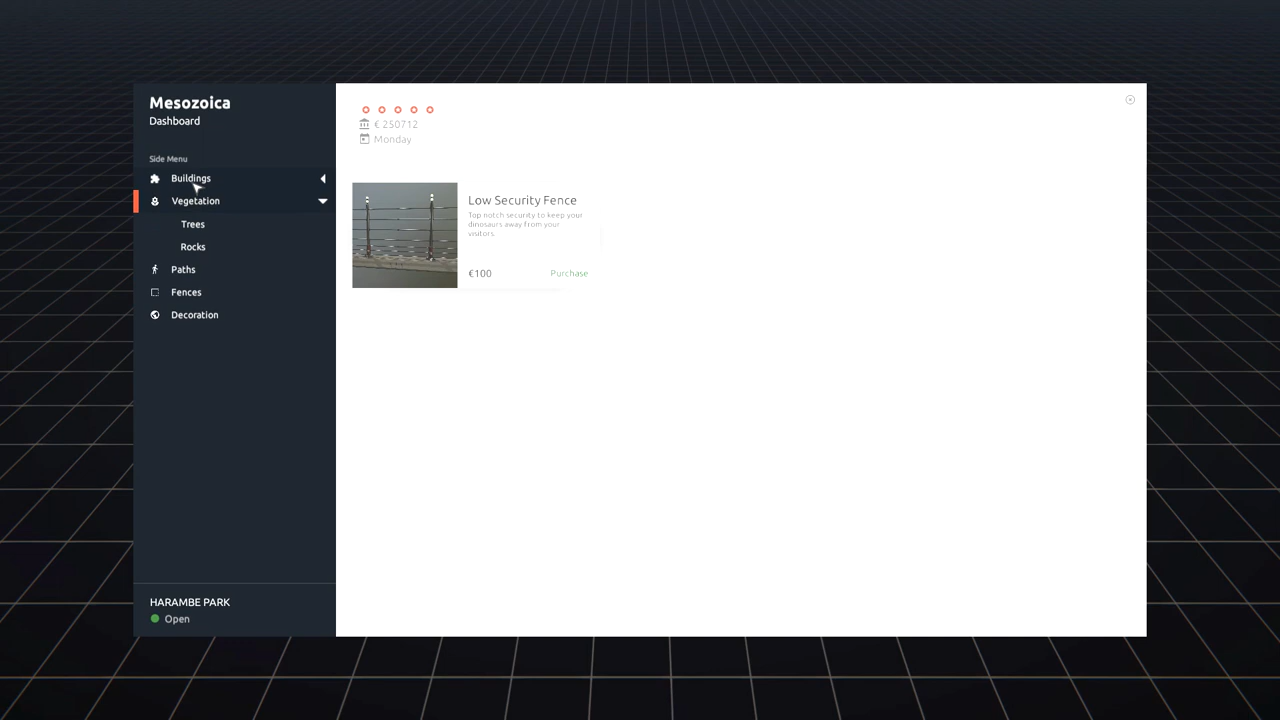 Mesozoica
Dashboard
Side Menu
Buildings
Vegetation
Trees
Rocks
Paths
Fences
Decoration
HARAMBE PARK
Open
€ 250712
Monday
Low Security Fence
Top notch security to keep your
dinosaurs away from your
visitors.
€100
Purchase